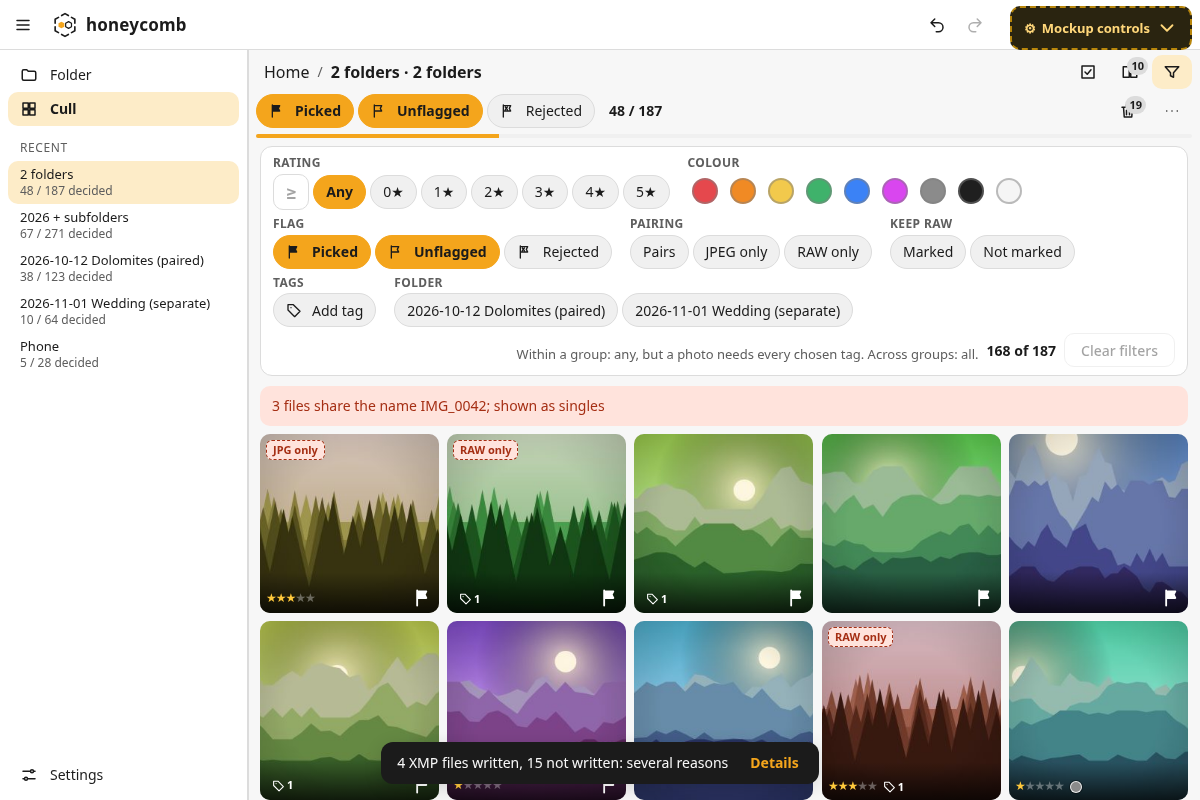 honeycomb
⚙ Mockup controls
Folder
Cull
RECENT
2 folders
48 / 187 decided
2026 + subfolders
67 / 271 decided
2026-10-12 Dolomites (paired)
38 / 123 decided
2026-11-01 Wedding (separate)
10 / 64 decided
Phone
5 / 28 decided
Settings
Home / 2 folders · 2 folders
10
Picked Unflagged Rejected 48 / 187
19
RATING
≥ Any 0★ 1★ 2★ 3★ 4★ 5★
COLOUR
FLAG
Picked Unflagged Rejected
PAIRING
Pairs JPEG only RAW only
KEEP RAW
Marked Not marked
TAGS
Add tag
FOLDER
2026-10-12 Dolomites (paired) 2026-11-01 Wedding (separate)
Within a group: any, but a photo needs every chosen tag. Across groups: all. 168 of 187 Clear filters
3 files share the name IMG_0042; shown as singles
JPG only
★★★★★
RAW only
1
1
1
★★★★★
RAW only
★★★★★ 1
★★★★★
4 XMP files written, 15 not written: several reasons Details